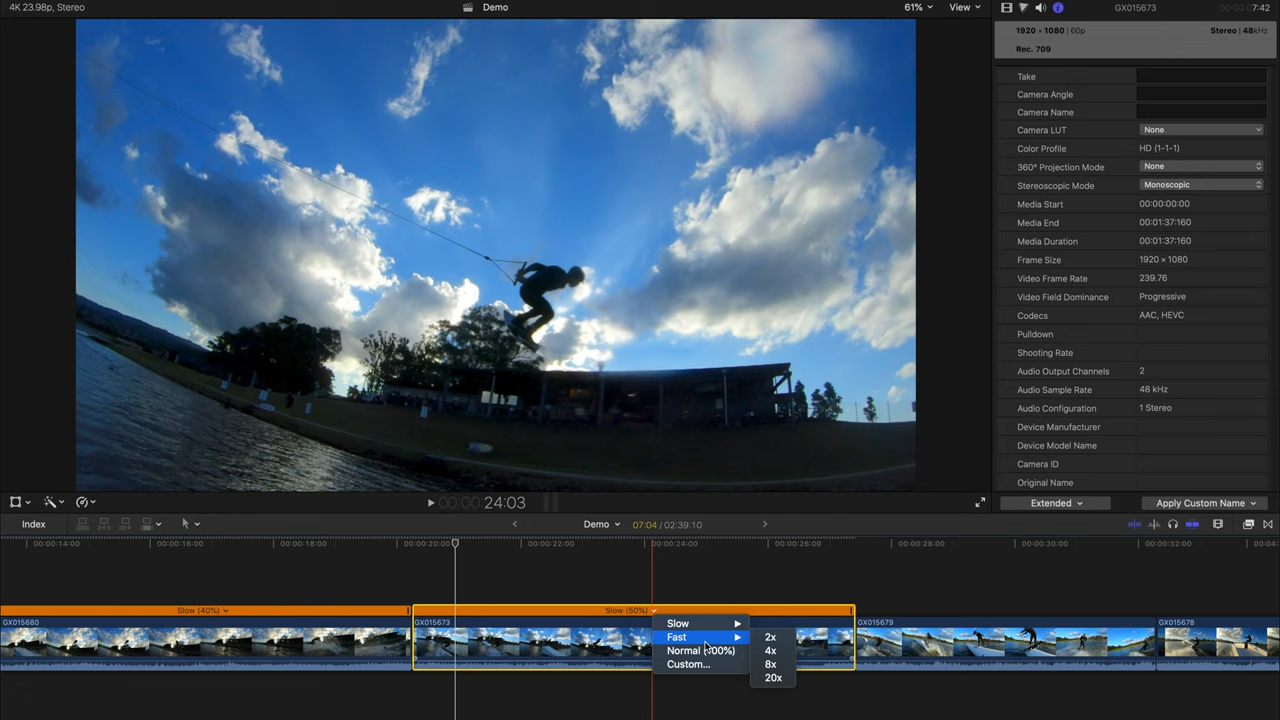 4K 23.98p, Stereo
Demo
61%
View
GX015673
7:42
1920 × 1080 | 60p
Stereo | 48kHz
Rec. 709
Take
Camera Angle
Camera Name
Camera LUT None
Color Profile HD (1-1-1)
360° Projection Mode None
Stereoscopic Mode Monoscopic
Media Start 00:00:00:00
Media End 00:01:37:160
Media Duration 00:01:37:160
Frame Size 1920 × 1080
Video Frame Rate 239.76
Video Field Dominance Progressive
Codecs AAC, HEVC
Pulldown
Shooting Rate
Audio Output Channels 2
Audio Sample Rate 48 kHz
Audio Configuration 1 Stereo
Device Manufacturer
Device Model Name
Camera ID
Original Name
00:00:00 24:03
Extended
Apply Custom Name
Index
Demo
07:04 / 02:39:10
00:00:14:00
00:00:16:00
00:00:18:00
00:00:20:00
00:00:22:00
00:00:24:00
00:00:26:00
00:00:28:00
00:00:30:00
00:00:32:00
Slow (40%)
Slow (50%)
GX015680
GX015673
GX015679
GX015678
Slow
Fast
Normal (100%)
Custom...
2x
4x
8x
20x